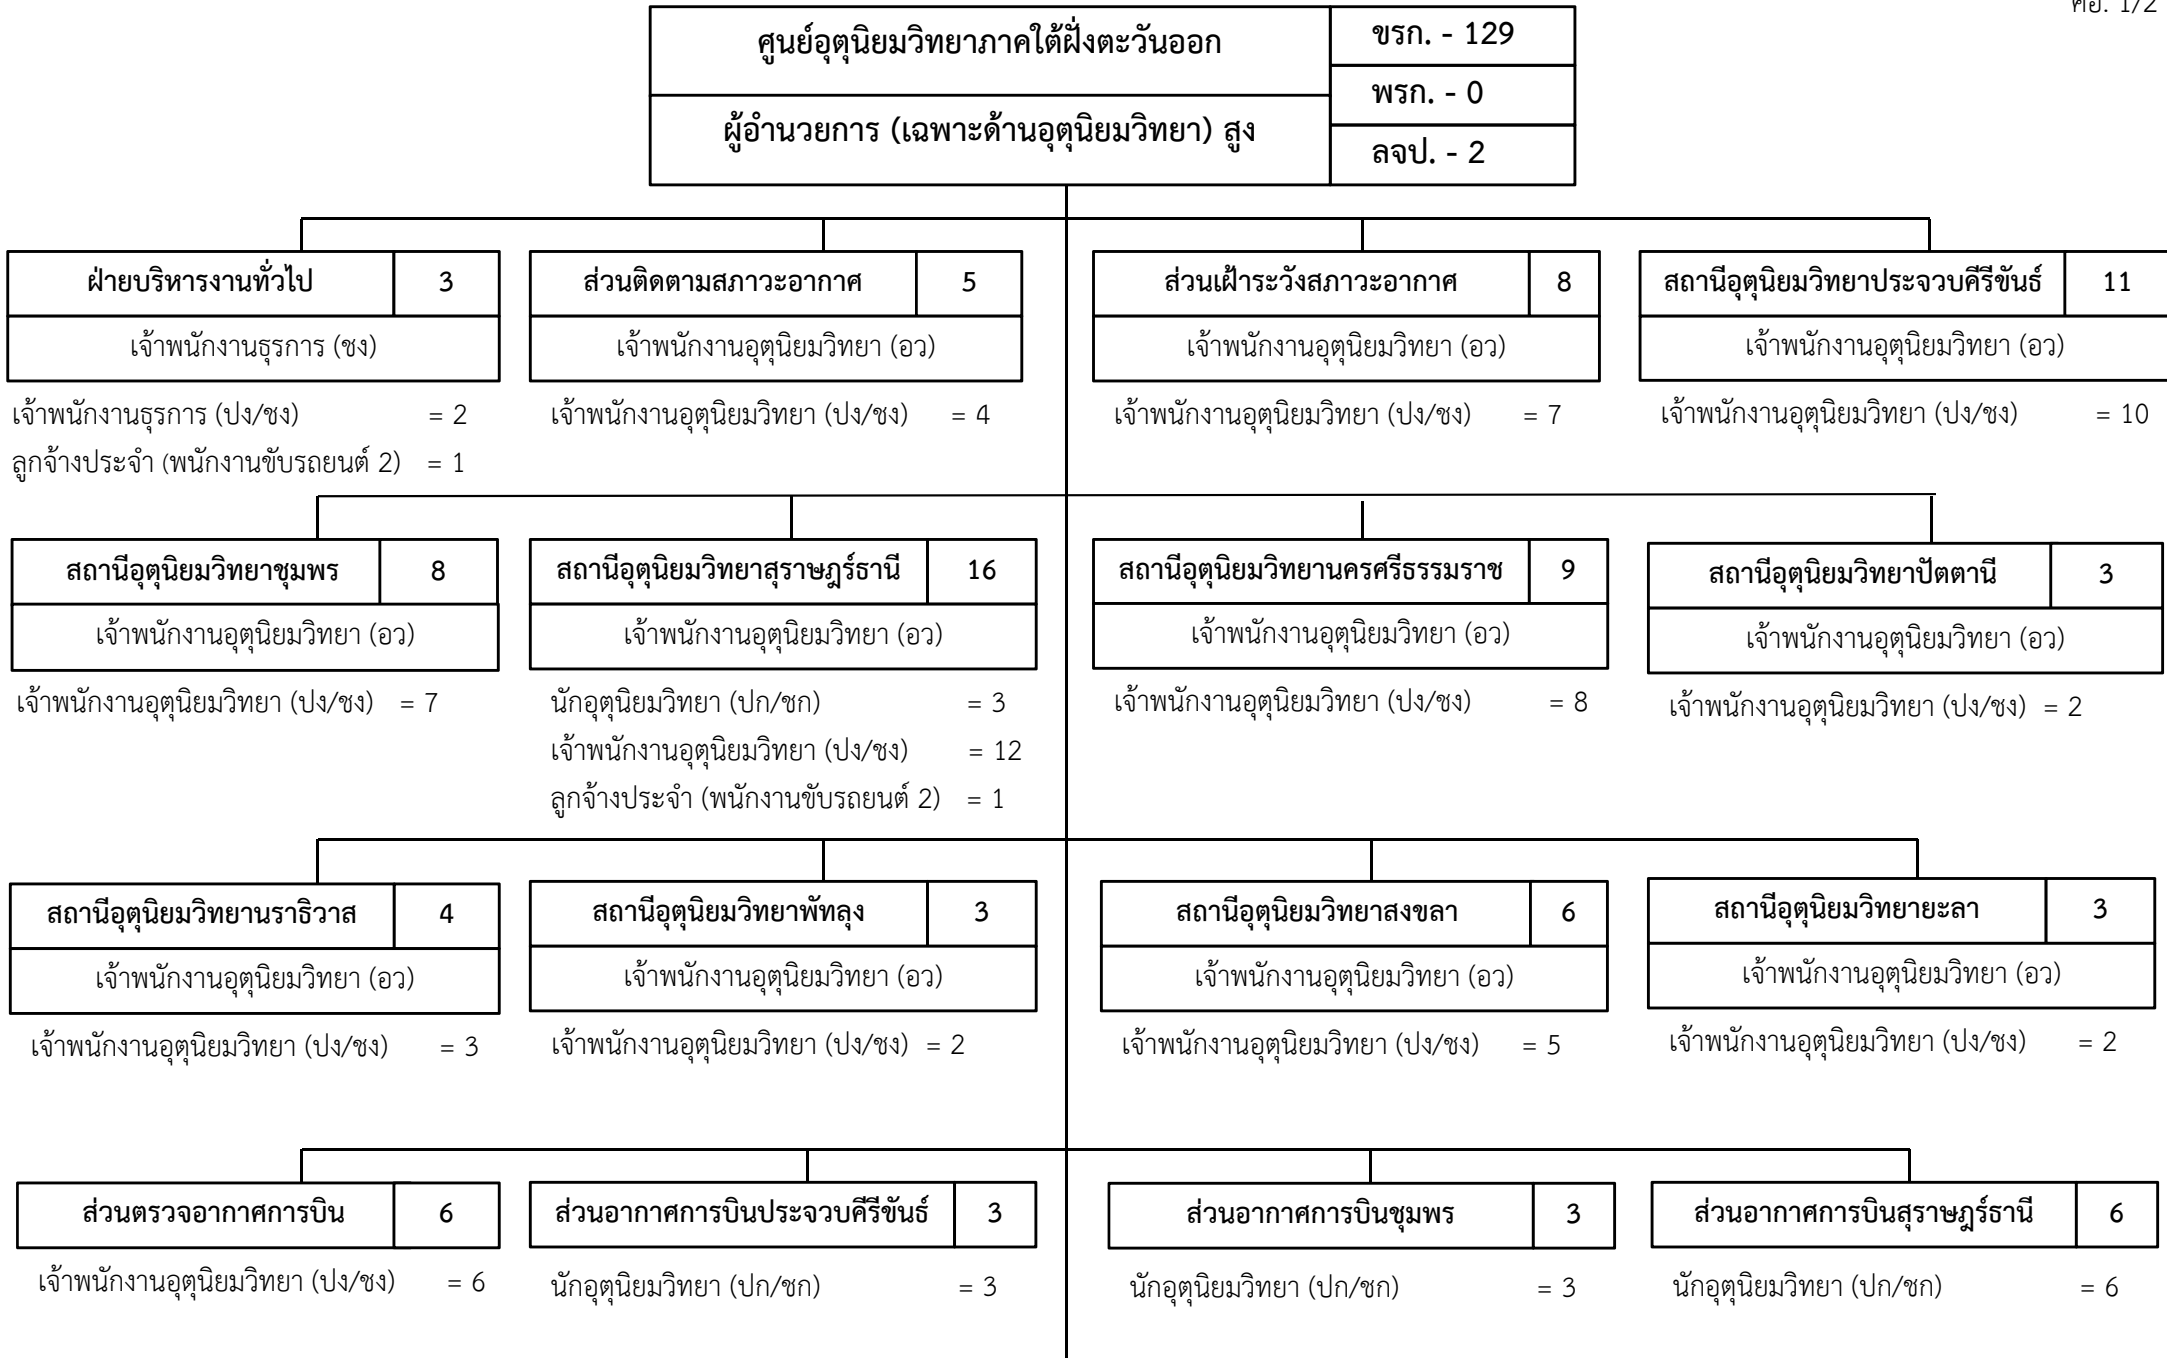 ศอ. 1/2
ศูนย์อุตุนิยมวิทยาภาคใต้ฝั่งตะวันออก
ขรก. - 129
พรก. - 0
ผู้อำนวยการ (เฉพาะด้านอุตุนิยมวิทยา) สูง
ลจป. - 2
ฝ่ายบริหารงานทั่วไป 3
เจ้าพนักงานธุรการ (ชง)
เจ้าพนักงานธุรการ (ปง/ชง) = 2
ลูกจ้างประจำ (พนักงานขับรถยนต์ 2) = 1
ส่วนติดตามสภาวะอากาศ 5
เจ้าพนักงานอุตุนิยมวิทยา (อว)
เจ้าพนักงานอุตุนิยมวิทยา (ปง/ชง) = 4
ส่วนเฝ้าระวังสภาวะอากาศ 8
เจ้าพนักงานอุตุนิยมวิทยา (อว)
เจ้าพนักงานอุตุนิยมวิทยา (ปง/ชง) = 7
สถานีอุตุนิยมวิทยาประจวบคีรีขันธ์ 11
เจ้าพนักงานอุตุนิยมวิทยา (อว)
เจ้าพนักงานอุตุนิยมวิทยา (ปง/ชง) = 10
สถานีอุตุนิยมวิทยาชุมพร 8
เจ้าพนักงานอุตุนิยมวิทยา (อว)
เจ้าพนักงานอุตุนิยมวิทยา (ปง/ชง) = 7
สถานีอุตุนิยมวิทยาสุราษฎร์ธานี 16
เจ้าพนักงานอุตุนิยมวิทยา (อว)
นักอุตุนิยมวิทยา (ปก/ชก) = 3
เจ้าพนักงานอุตุนิยมวิทยา (ปง/ชง) = 12
ลูกจ้างประจำ (พนักงานขับรถยนต์ 2) = 1
สถานีอุตุนิยมวิทยานครศรีธรรมราช 9
เจ้าพนักงานอุตุนิยมวิทยา (อว)
เจ้าพนักงานอุตุนิยมวิทยา (ปง/ชง) = 8
สถานีอุตุนิยมวิทยาปัตตานี 3
เจ้าพนักงานอุตุนิยมวิทยา (อว)
เจ้าพนักงานอุตุนิยมวิทยา (ปง/ชง) = 2
สถานีอุตุนิยมวิทยานราธิวาส 4
เจ้าพนักงานอุตุนิยมวิทยา (อว)
เจ้าพนักงานอุตุนิยมวิทยา (ปง/ชง) = 3
สถานีอุตุนิยมวิทยาพัทลุง 3
เจ้าพนักงานอุตุนิยมวิทยา (อว)
เจ้าพนักงานอุตุนิยมวิทยา (ปง/ชง) = 2
สถานีอุตุนิยมวิทยาสงขลา 6
เจ้าพนักงานอุตุนิยมวิทยา (อว)
เจ้าพนักงานอุตุนิยมวิทยา (ปง/ชง) = 5
สถานีอุตุนิยมวิทยายะลา 3
เจ้าพนักงานอุตุนิยมวิทยา (อว)
เจ้าพนักงานอุตุนิยมวิทยา (ปง/ชง) = 2
ส่วนตรวจอากาศการบิน 6
เจ้าพนักงานอุตุนิยมวิทยา (ปง/ชง) = 6
ส่วนอากาศการบินประจวบคีรีขันธ์ 3
นักอุตุนิยมวิทยา (ปก/ชก) = 3
ส่วนอากาศการบินชุมพร 3
นักอุตุนิยมวิทยา (ปก/ชก) = 3
ส่วนอากาศการบินสุราษฎร์ธานี 6
นักอุตุนิยมวิทยา (ปก/ชก) = 6